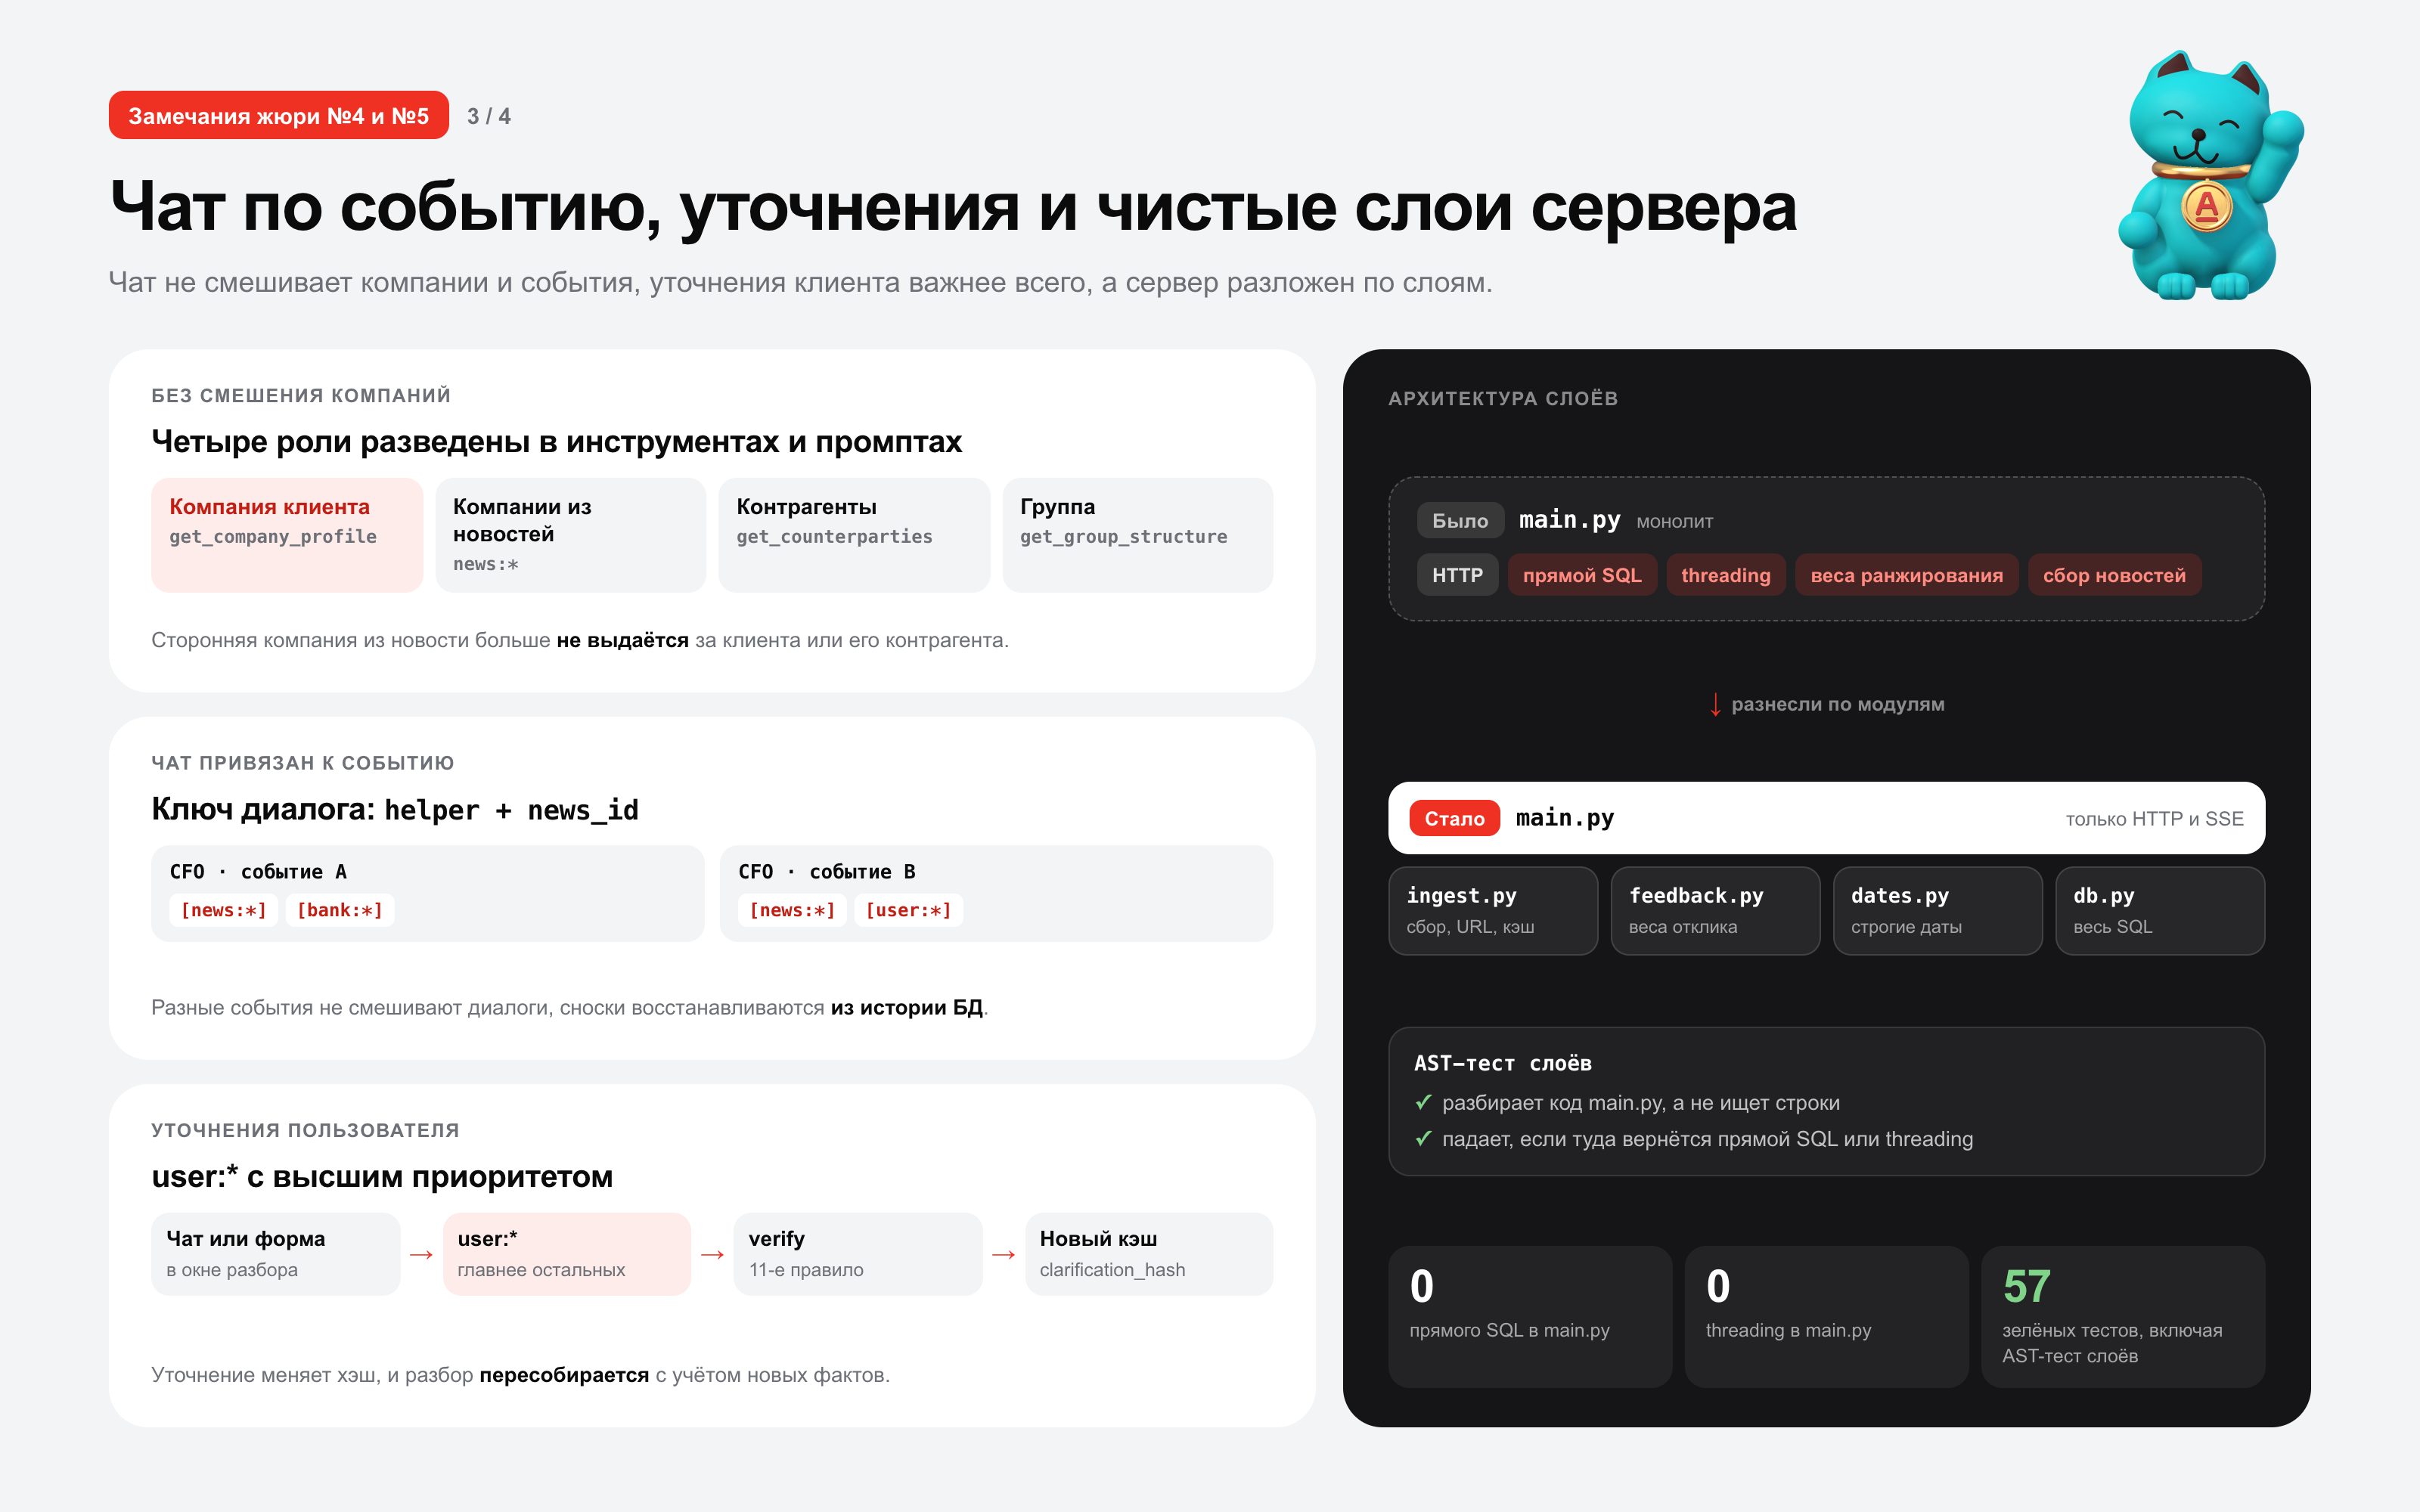 Замечания жюри №4 и №5
3 / 4
Чат по событию, уточнения и чистые слои сервера
Чат не смешивает компании и события, уточнения клиента важнее всего, а сервер разложен по слоям.
БЕЗ СМЕШЕНИЯ КОМПАНИЙ
Четыре роли разведены в инструментах и промптах
Компания клиента
get_company_profile
Компании из
новостей
news:*
Контрагенты
get_counterparties
Группа
get_group_structure
Сторонняя компания из новости больше не выдаётся за клиента или его контрагента.
ЧАТ ПРИВЯЗАН К СОБЫТИЮ
Ключ диалога: helper + news_id
CFO · событие A
[news:*] [bank:*]
CFO · событие B
[news:*] [user:*]
Разные события не смешивают диалоги, сноски восстанавливаются из истории БД.
УТОЧНЕНИЯ ПОЛЬЗОВАТЕЛЯ
user:* с высшим приоритетом
Чат или форма
в окне разбора
→
user:*
главнее остальных
→
verify
11-е правило
→
Новый кэш
clarification_hash
Уточнение меняет хэш, и разбор пересобирается с учётом новых фактов.
АРХИТЕКТУРА СЛОЁВ
Было main.py монолит
HTTP прямой SQL threading веса ранжирования сбор новостей
↓ разнесли по модулям
Стало main.py только HTTP и SSE
ingest.py
сбор, URL, кэш
feedback.py
веса отклика
dates.py
строгие даты
db.py
весь SQL
AST-тест слоёв
✓ разбирает код main.py, а не ищет строки
✓ падает, если туда вернётся прямой SQL или threading
0
прямого SQL в main.py
0
threading в main.py
57
зелёных тестов, включая
AST-тест слоёв
А